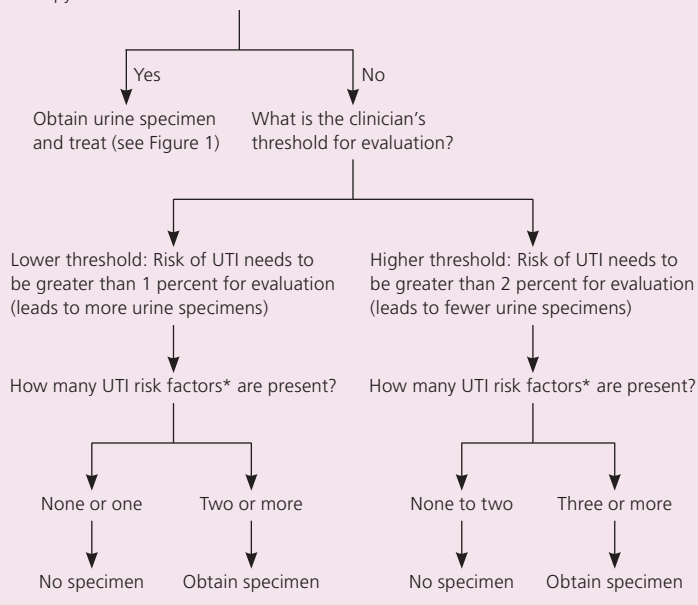 Yes
No
Obtain urine specimen
and treat (see Figure 1)
What is the clinician's
threshold for evaluation?
Lower threshold: Risk of UTI needs to
be greater than 1 percent for evaluation
(leads to more urine specimens)
Higher threshold: Risk of UTI needs to
be greater than 2 percent for evaluation
(leads to fewer urine specimens)
How many UTI risk factors* are present?
How many UTI risk factors* are present?
None or one
Two or more
None to two
Three or more
No specimen
Obtain specimen
No specimen
Obtain specimen